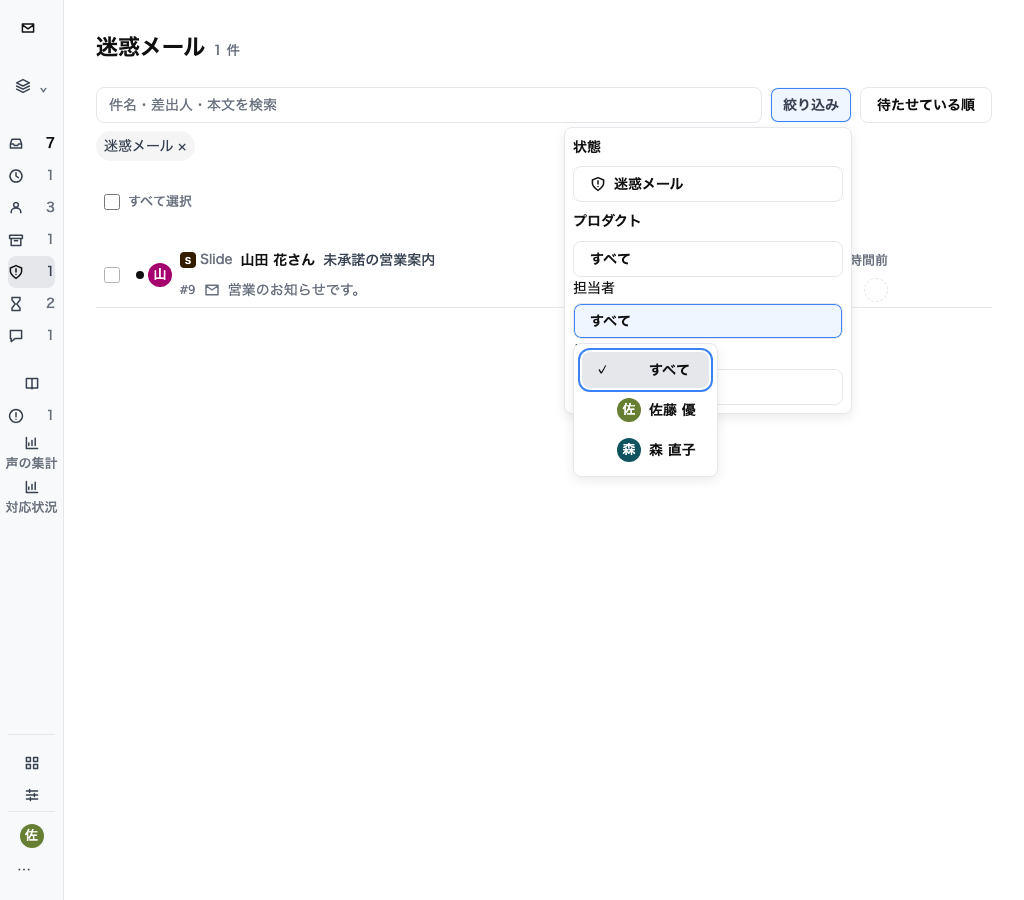 迷惑メール 1 件
件名・差出人・本文を検索
絞り込み
待たせている順
迷惑メール ×
状態
迷惑メール
プロダクト
すべて
担当者
すべて
✓ すべて
佐 佐藤 優
森 森 直子
すべて選択
山 s Slide 山田 花さん 未承諾の営業案内
時間前
#9 営業のお知らせです。
7
1
3
1
1
2
1
1
声の集計
対応状況
佐
…